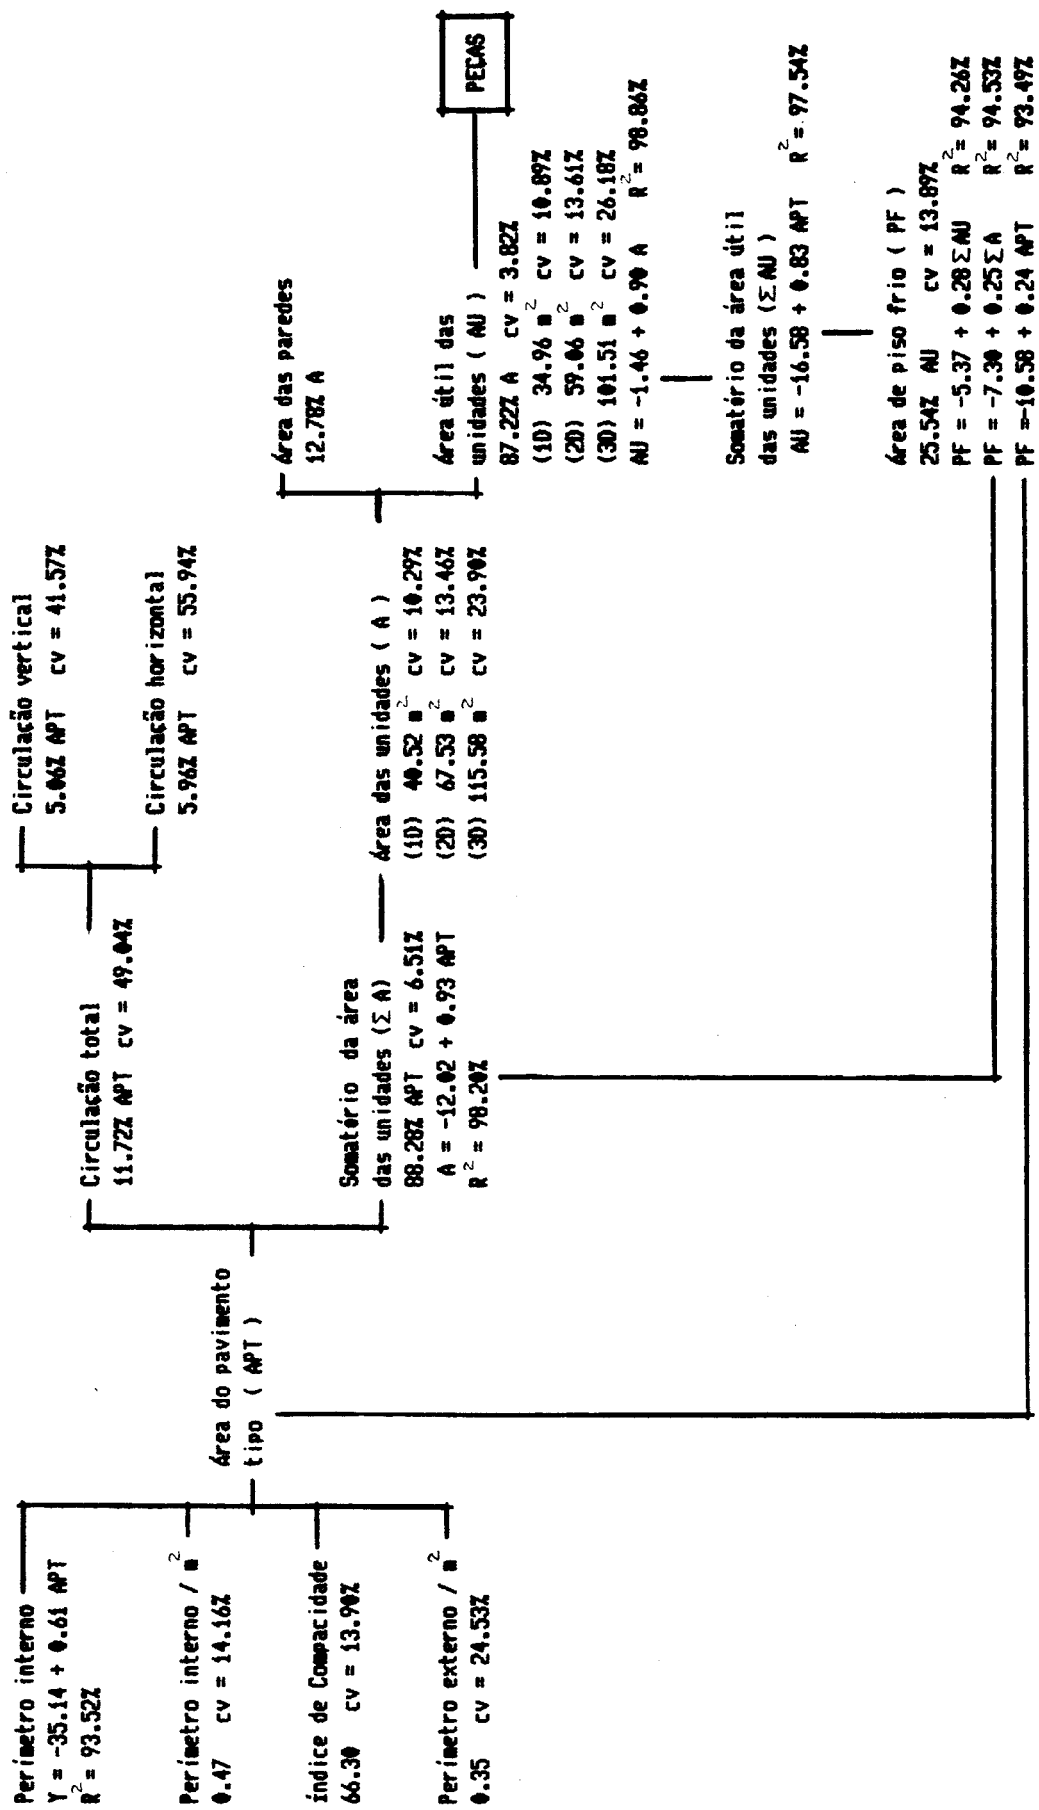 Perímetro interno
Y = -35.14 + 0.61 APT
R² = 93.52%
Perímetro interno / m²
0.47 cv = 14.16%
Índice de Compacidade
66.30 cv = 13.90%
Perímetro externo / m²
0.35 cv = 24.53%
Área do pavimento
tipo ( APT )
Circulação total
11.72% APT cv = 49.04%
Somatório da área
das unidades (Σ A)
88.28% APT cv = 6.51%
A = -12.02 + 0.93 APT
R² = 98.20%
Circulação vertical
5.06% APT cv = 41.57%
Circulação horizontal
5.96% APT cv = 55.94%
Área das unidades ( A )
(1D) 40.52 m² cv = 10.29%
(2D) 67.53 m² cv = 13.46%
(3D) 115.58 m² cv = 23.90%
Área das paredes
12.78% A
Área útil das
unidades ( AU )
87.22% A cv = 3.82%
(1D) 34.96 m² cv = 10.89%
(2D) 59.06 m² cv = 13.61%
(3D) 101.51 m² cv = 26.18%
AU = -1.46 + 0.90 A R² = 98.86%
PEÇAS
Somatório da área útil
das unidades (Σ AU )
AU = -16.58 + 0.83 APT R² = 97.54%
Área de piso frio ( PF )
25.54% AU cv = 13.89%
PF = -5.37 + 0.28 Σ AU R² = 94.26%
PF = -7.30 + 0.25 Σ A R² = 94.53%
PF =-10.58 + 0.24 APT R² = 93.49%